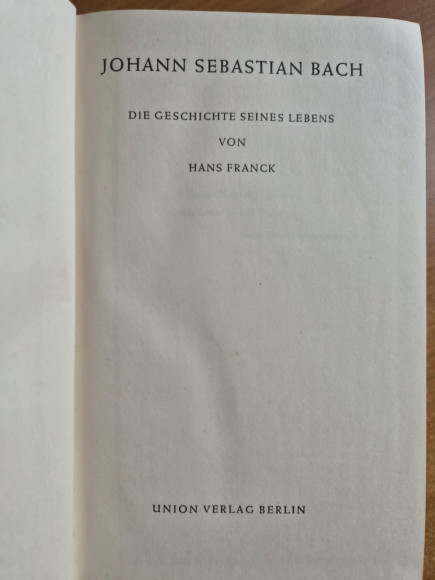 JOHANN SEBASTIAN BACH
DIE GESCHICHTE SEINES LEBENS
VON
HANS FRANCK
UNION VERLAG BERLIN